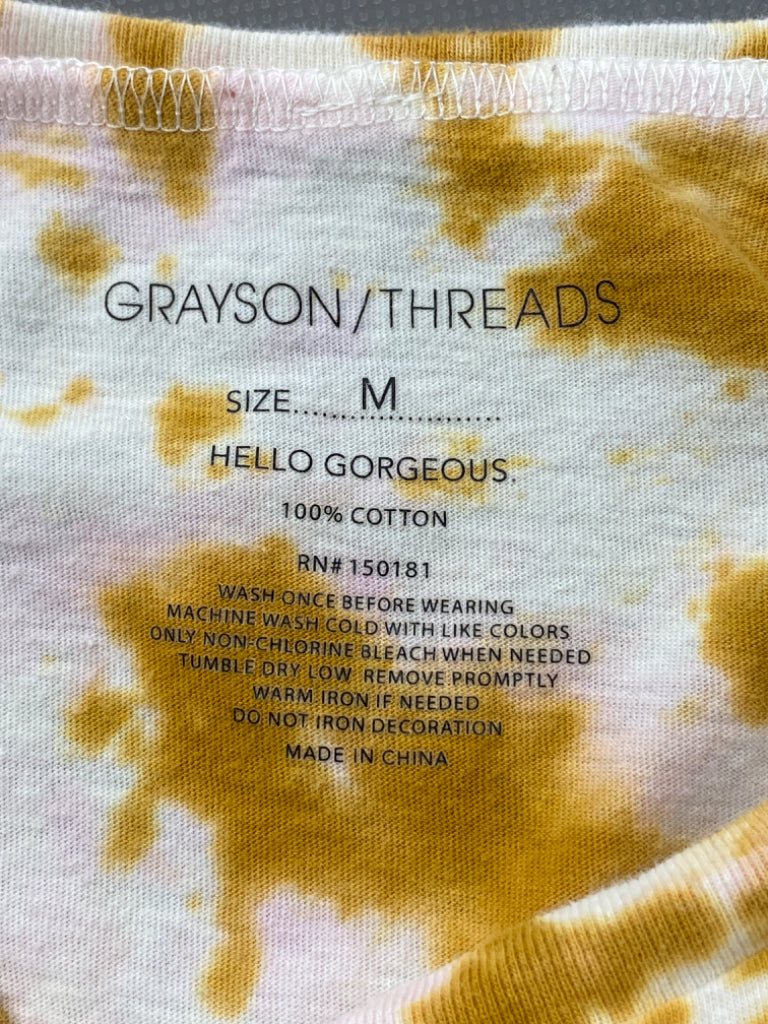 GRAYSON/THREADS
SIZE......M...........
HELLO GORGEOUS.
100% COTTON
RN# 150181
WASH ONCE BEFORE WEARING
MACHINE WASH COLD WITH LIKE COLORS
ONLY NON-CHLORINE BLEACH WHEN NEEDED
TUMBLE DRY LOW REMOVE PROMPTLY
WARM IRON IF NEEDED
DO NOT IRON DECORATION
MADE IN CHINA